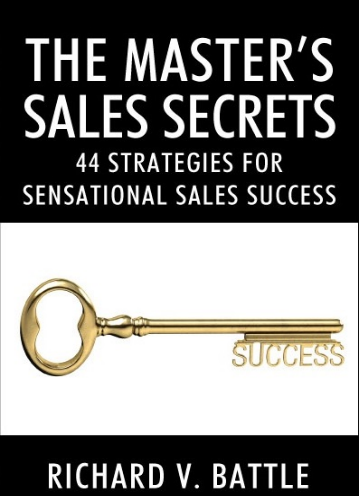 THE MASTER'S
SALES SECRETS
44 STRATEGIES FOR
SENSATIONAL SALES SUCCESS
SUCCESS
RICHARD V. BATTLE